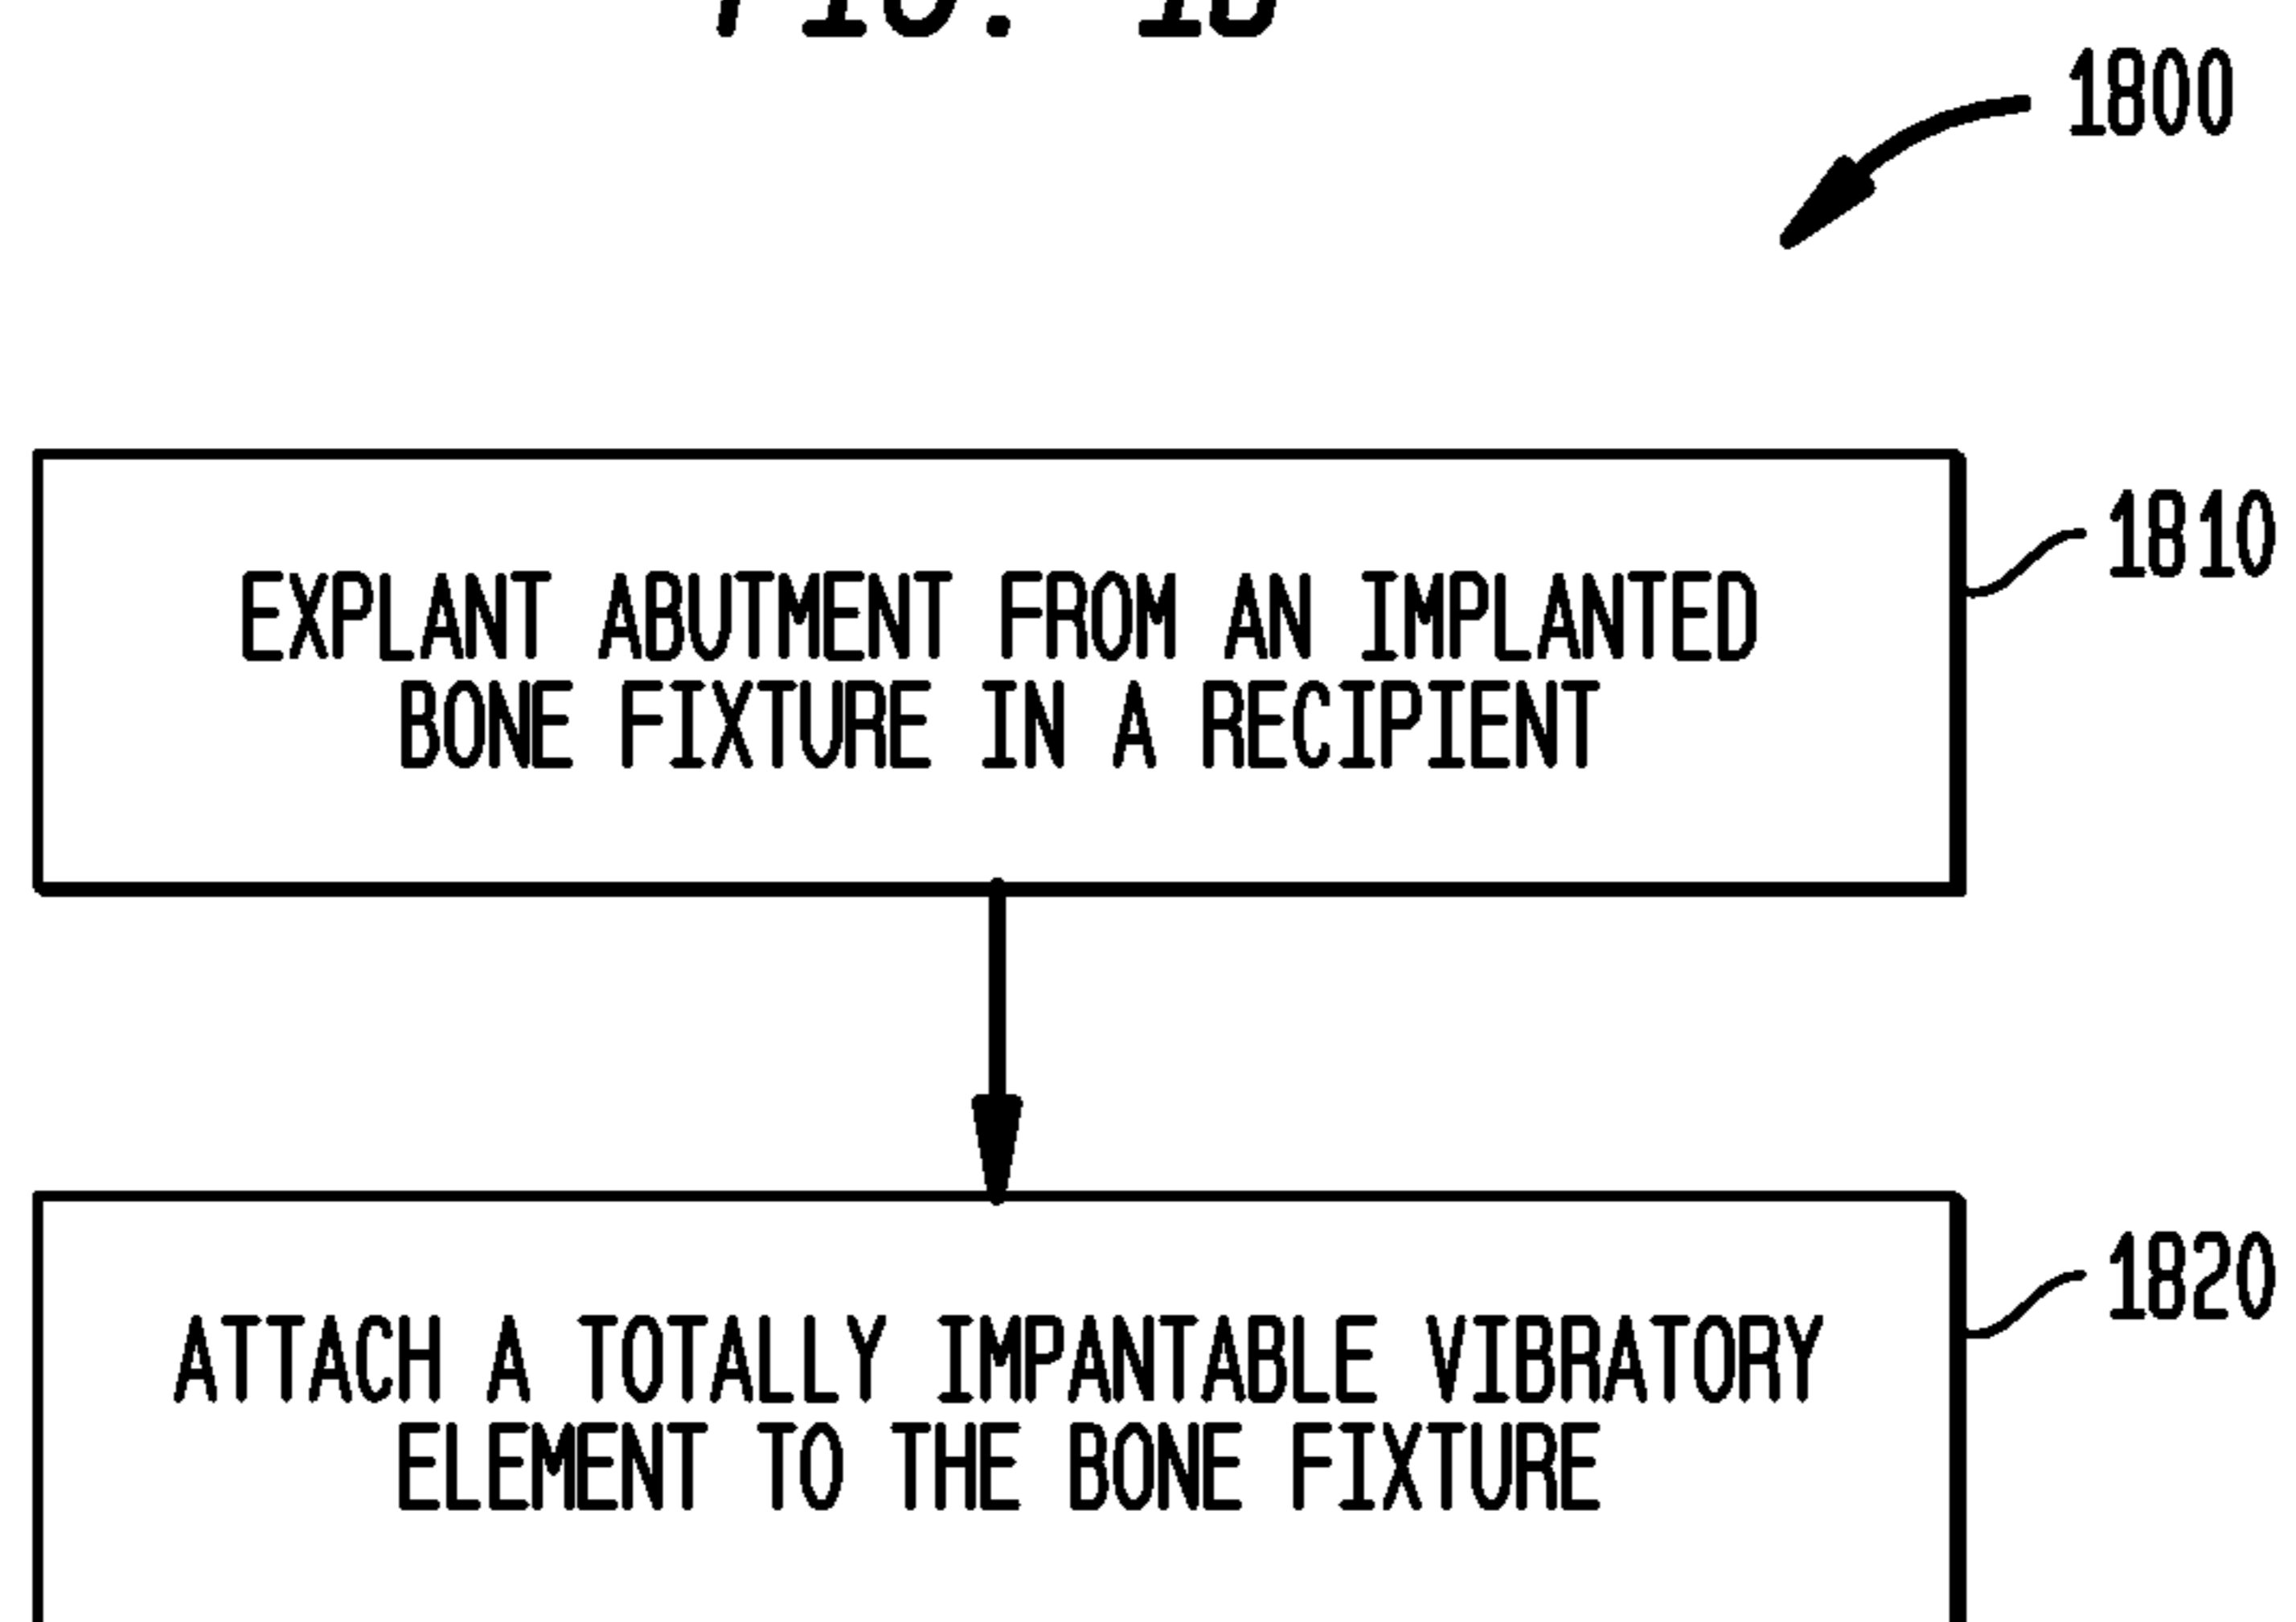 1800
1810
EXPLANT ABUTMENT FROM AN IMPLANTED
BONE FIXTURE IN A RECIPIENT
1820
ATTACH A TOTALLY IMPANTABLE VIBRATORY
ELEMENT TO THE BONE FIXTURE